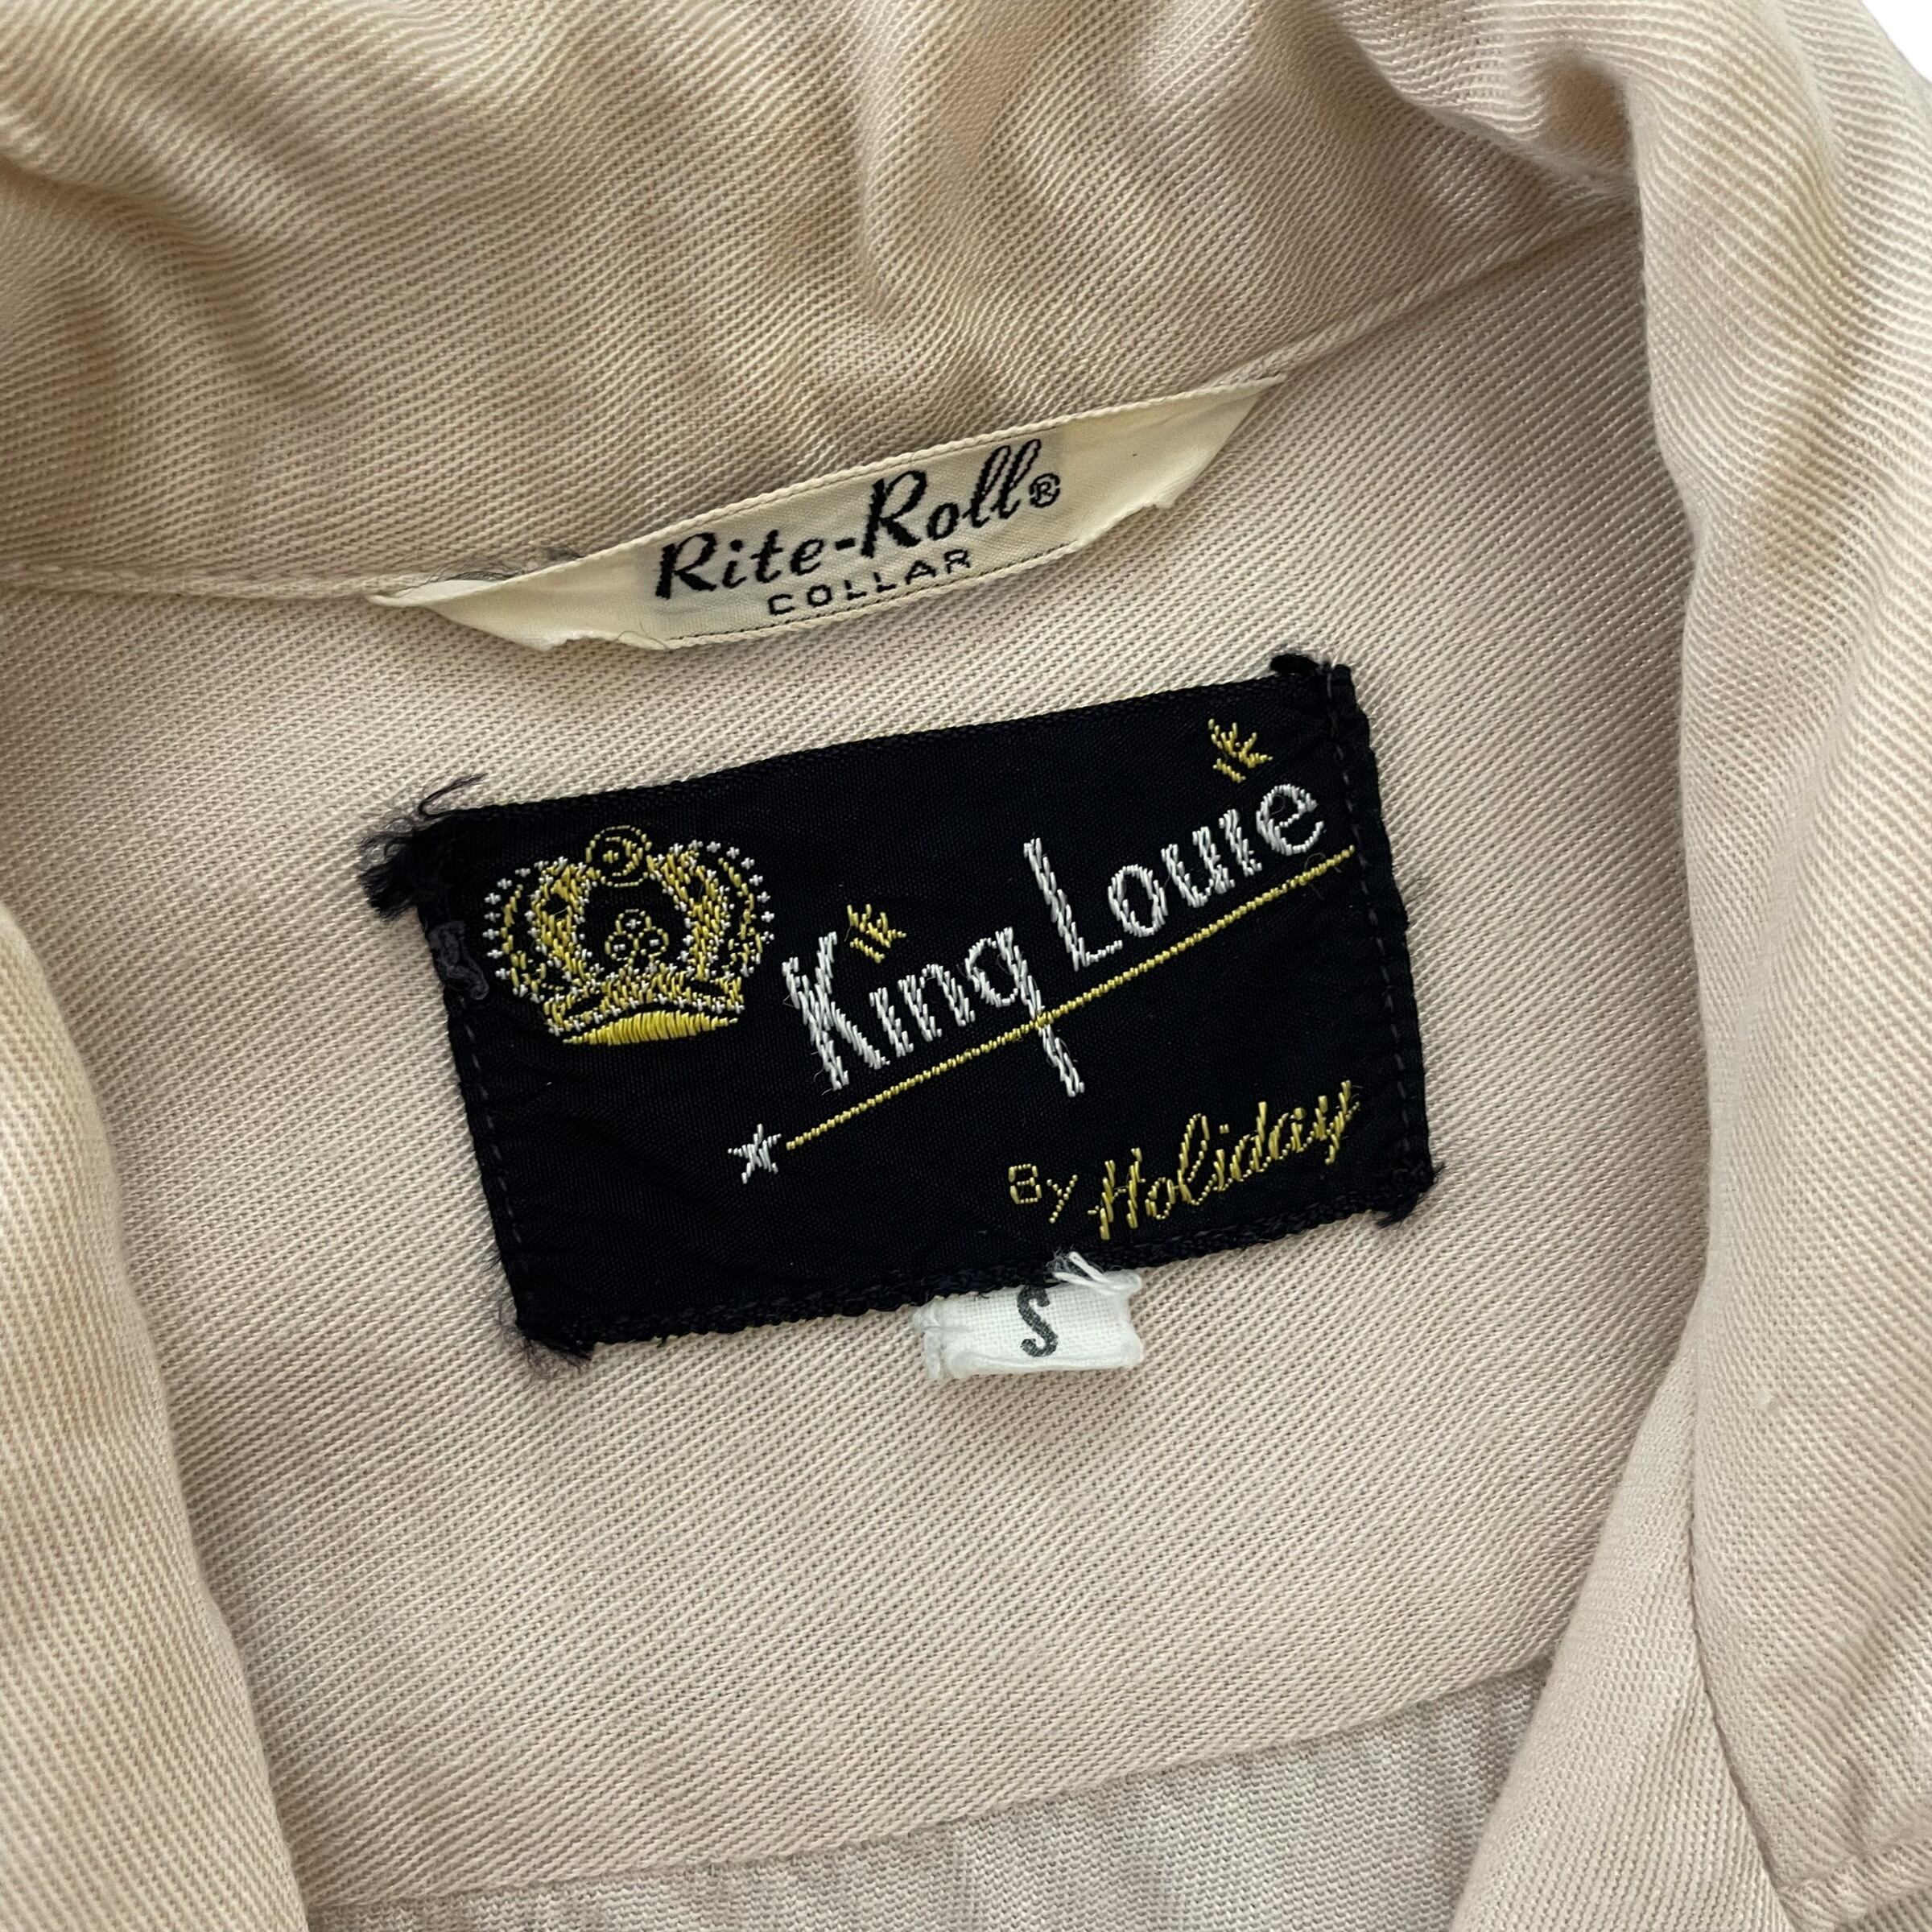 Rite-Roll®
COLLAR
King Louie
By Holiday
S